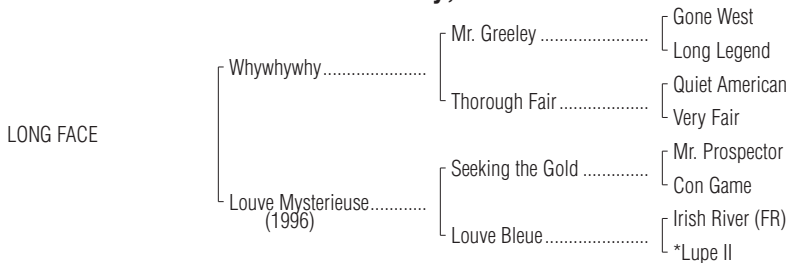 Gone West
Mr. Greeley ......................
Long Legend
Whywhywhy......................
Quiet American
Thorough Fair ..................
Very Fair
LONG FACE
Mr. Prospector
Seeking the Gold .............
Con Game
Louve Mysterieuse............
(1996)
Irish River (FR)
Louve Bleue.....................
*Lupe II